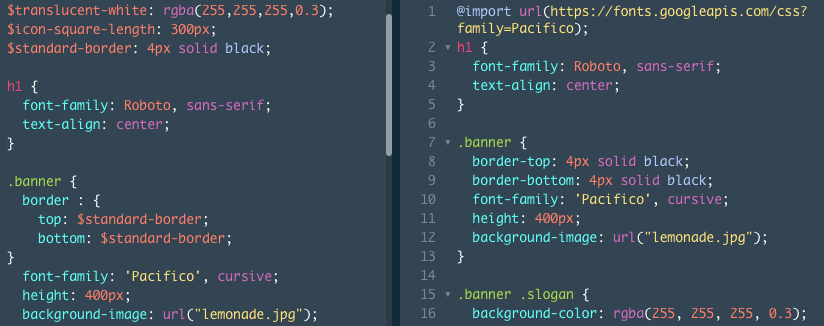 $translucent-white: rgba(255,255,255,0.3);
$icon-square-length: 300px;
$standard-border: 4px solid black;

h1 {
  font-family: Roboto, sans-serif;
  text-align: center;
}

.banner {
  border : {
    top: $standard-border;
    bottom: $standard-border;
}
  font-family: 'Pacifico', cursive;
  height: 400px;
  background-image: url("lemonade.jpg");

1 @import url(https://fonts.googleapis.com/css?
family=Pacifico);
2 h1 {
3   font-family: Roboto, sans-serif;
4   text-align: center;
5 }
6
7 .banner {
8   border-top: 4px solid black;
9   border-bottom: 4px solid black;
10   font-family: 'Pacifico', cursive;
11   height: 400px;
12   background-image: url("lemonade.jpg");
13 }
14
15 .banner .slogan {
16   background-color: rgba(255, 255, 255, 0.3);